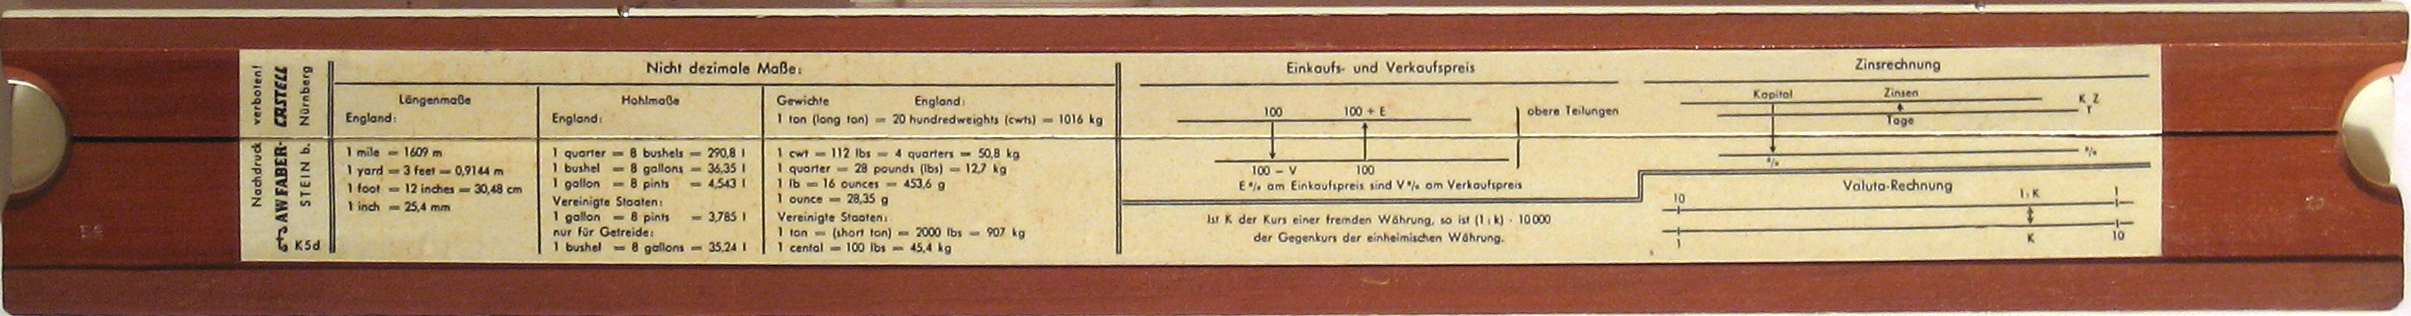 Nachdruck verboten!
AW FABER-CASTELL
STEIN b. Nürnberg
K5d
Nicht dezimale Maße:
Längenmaße
England:
1 mile = 1609 m
1 yard = 3 feet = 0,9144 m
1 foot = 12 inches = 30,48 cm
1 inch = 25,4 mm
Hohlmaße
England:
1 quarter = 8 bushels = 290,8 l
1 bushel = 8 gallons = 36,35 l
1 gallon = 8 pints = 4,543 l
Vereinigte Staaten:
1 gallon = 8 pints = 3,785 l
nur für Getreide:
1 bushel = 8 gallons = 35,24 l
Gewichte England:
1 ton (long ton) = 20 hundredweights (cwts) = 1016 kg
1 cwt = 112 lbs = 4 quarters = 50,8 kg
1 quarter = 28 pounds (lbs) = 12,7 kg
1 lb = 16 ounces = 453,6 g
1 ounce = 28,35 g
Vereinigte Staaten:
1 ton = (short ton) = 2000 lbs = 907 kg
1 cental = 100 lbs = 45,4 kg
Einkaufs- und Verkaufspreis
100 100 + E
obere Teilungen
100 – V 100
E % am Einkaufspreis sind V % am Verkaufspreis
Ist K der Kurs einer fremden Währung, so ist (1 : k) · 10000
der Gegenkurs der einheimischen Währung.
Zinsrechnung
Kapital Zinsen K Z
Tage T
% %
Valuta-Rechnung
10 1:K 1
1 K 10